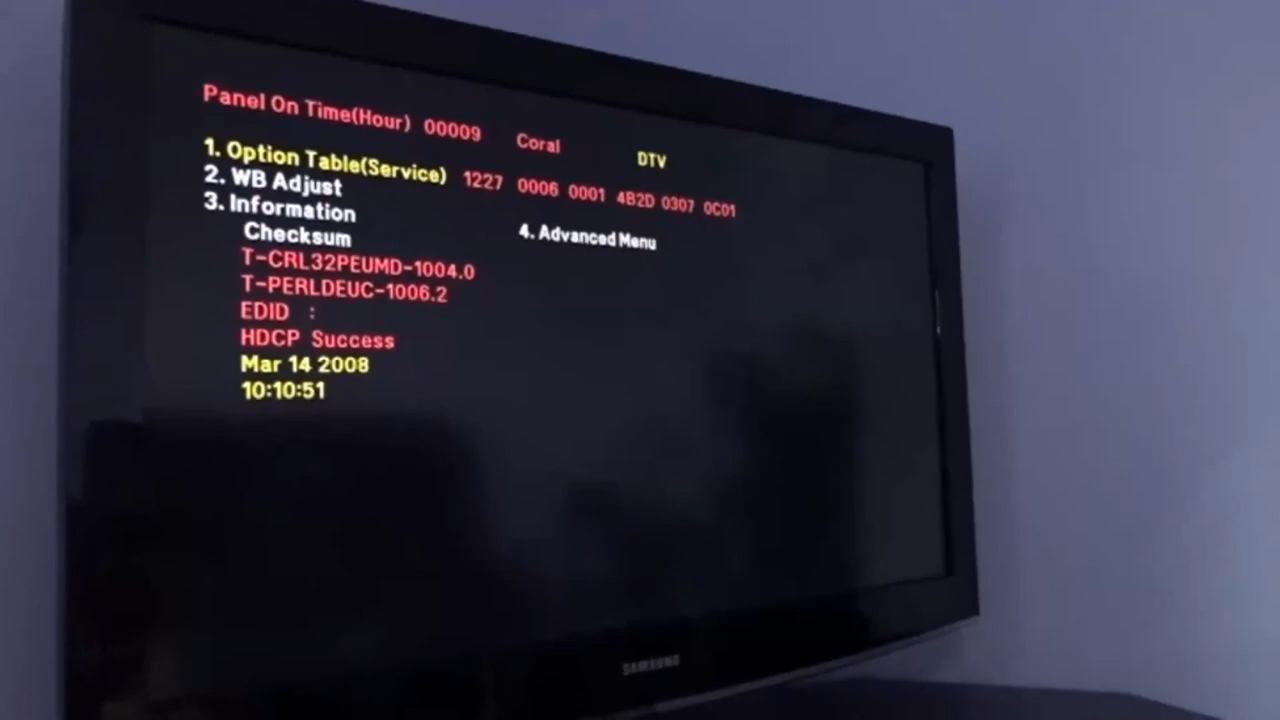 Panel On Time(Hour) 00009 Coral DTV
1. Option Table(Service) 1227 0006 0001 4B2D 0307 0C01
2. WB Adjust
3. Information 4. Advanced Menu
Checksum
T-CRL32PEUMD-1004.0
T-PERLDEUC-1006.2
EDID :
HDCP Success
Mar 14 2008
10:10:51
SAMSUNG